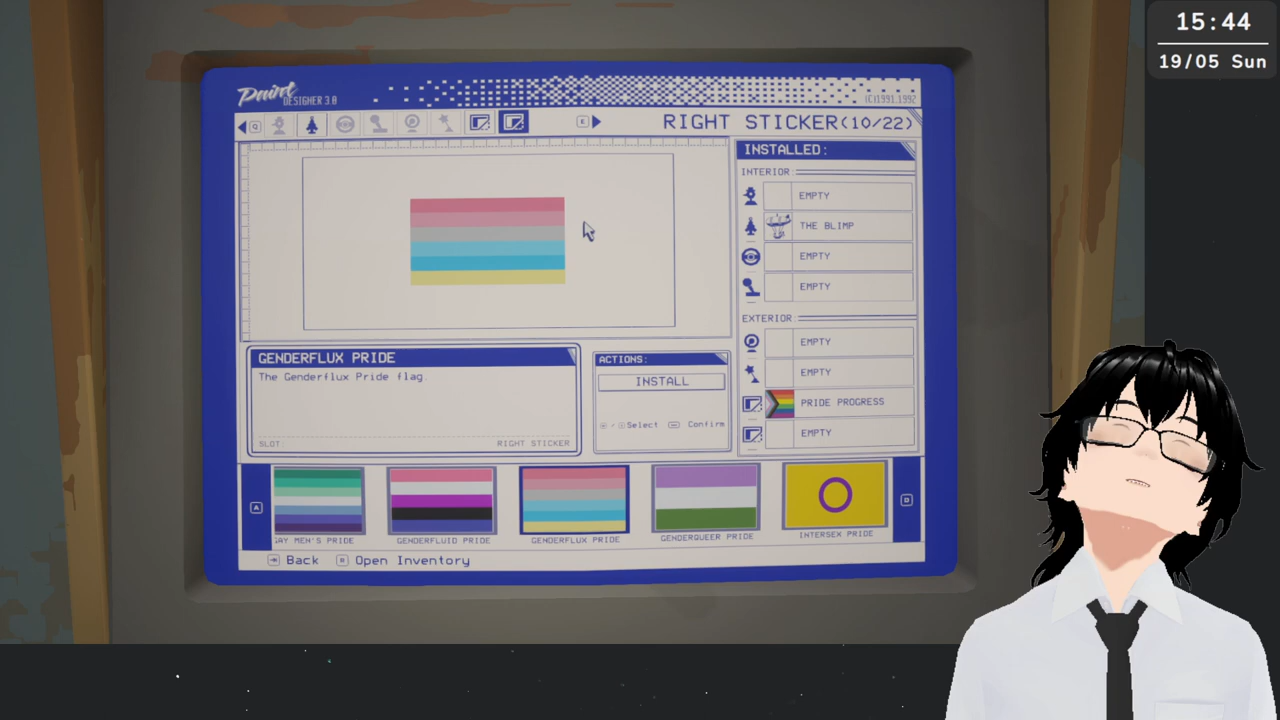 15:44
19/05 Sun
Paint
DESIGNER 3.0
(C)1991,1992
Q
E
RIGHT STICKER(10/22)
INSTALLED:
INTERIOR
EMPTY
THE BLIMP
EMPTY
EMPTY
EXTERIOR
EMPTY
EMPTY
PRIDE PROGRESS
EMPTY
GENDERFLUX PRIDE
The Genderflux Pride flag.
SLOT
RIGHT STICKER
ACTIONS:
INSTALL
Select
Confirm
A
D
GAY MEN'S PRIDE
GENDERFLUID PRIDE
GENDERFLUX PRIDE
GENDERQUEER PRIDE
INTERSEX PRIDE
Back
Open Inventory